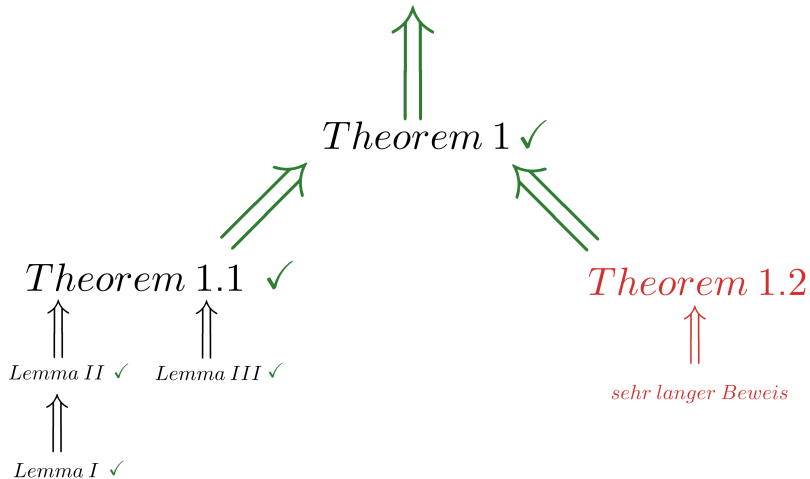 Theorem 1 ✓
Theorem 1.1 ✓
Theorem 1.2
Lemma II ✓
Lemma III ✓
sehr langer Beweis
Lemma I ✓